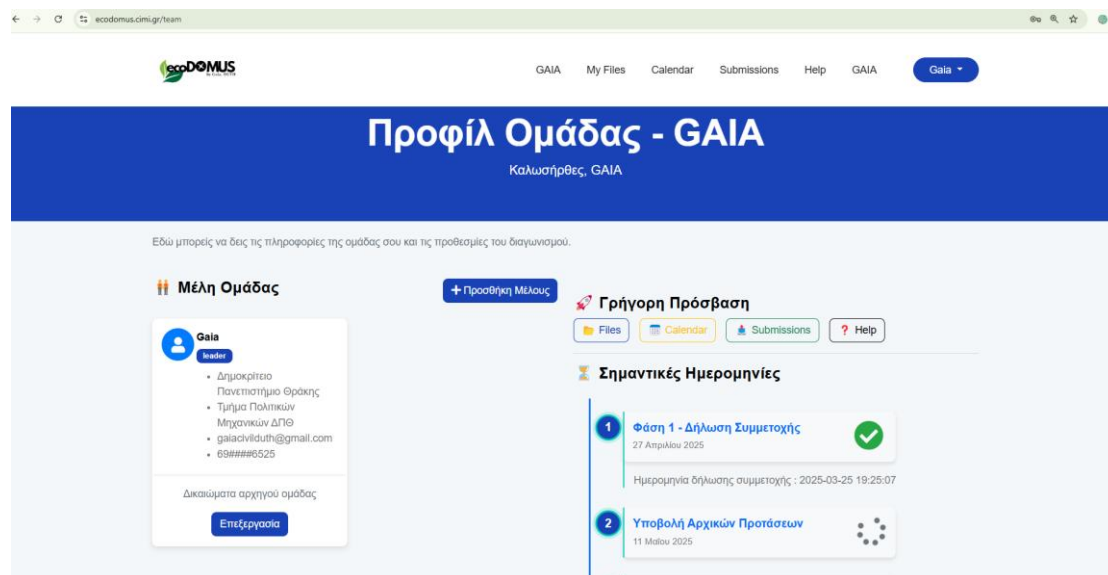 ecodomus.cimi.gr/team
ecoDOMUS
GAIA My Files Calendar Submissions Help GAIA Gaia
Προφίλ Ομάδας - GAIA
Καλωσήρθες, GAIA
Εδώ μπορείς να δεις τις πληροφορίες της ομάδας σου και τις προθεσμίες του διαγωνισμού.
Μέλη Ομάδας
+ Προσθήκη Μέλους
Gaia
leader
Δημοκρίτειο
Πανεπιστήμιο Θράκης
Τμήμα Πολιτικών
Μηχανικών ΔΠΘ
gaiacivilduth@gmail.com
69####6525
Δικαιώματα αρχηγού ομάδας
Επεξεργασία
Γρήγορη Πρόσβαση
Files Calendar Submissions ? Help
Σημαντικές Ημερομηνίες
1
Φάση 1 - Δήλωση Συμμετοχής
27 Απριλίου 2025
Ημερομηνία δήλωσης συμμετοχής : 2025-03-25 19:25:07
2
Υποβολή Αρχικών Προτάσεων
11 Μαΐου 2025